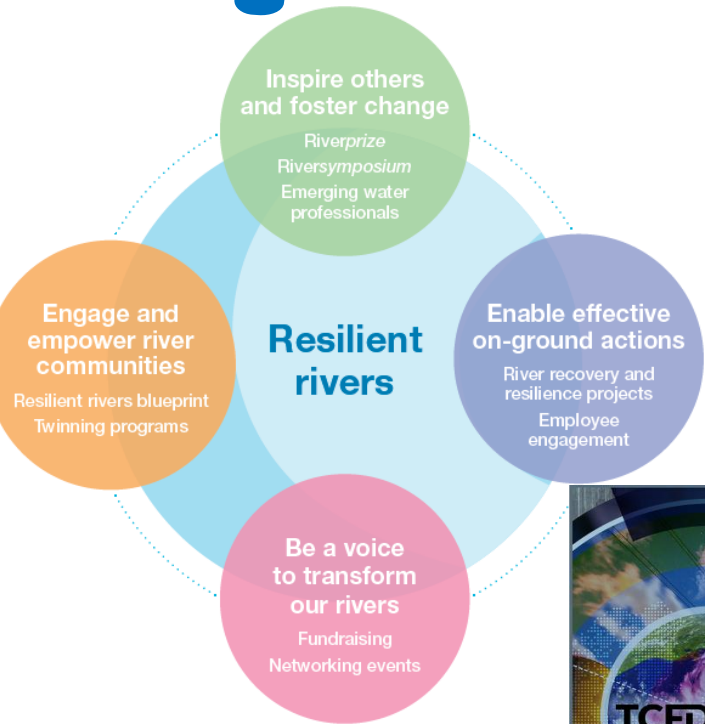 Inspire others
and foster change
Riverprize
Riversymposium
Emerging water
professionals
Engage and
empower river
communities
Resilient rivers blueprint
Twinning programs
Resilient
rivers
Enable effective
on-ground actions
River recovery and
resilience projects
Employee
engagement
Be a voice
to transform
our rivers
Fundraising
Networking events